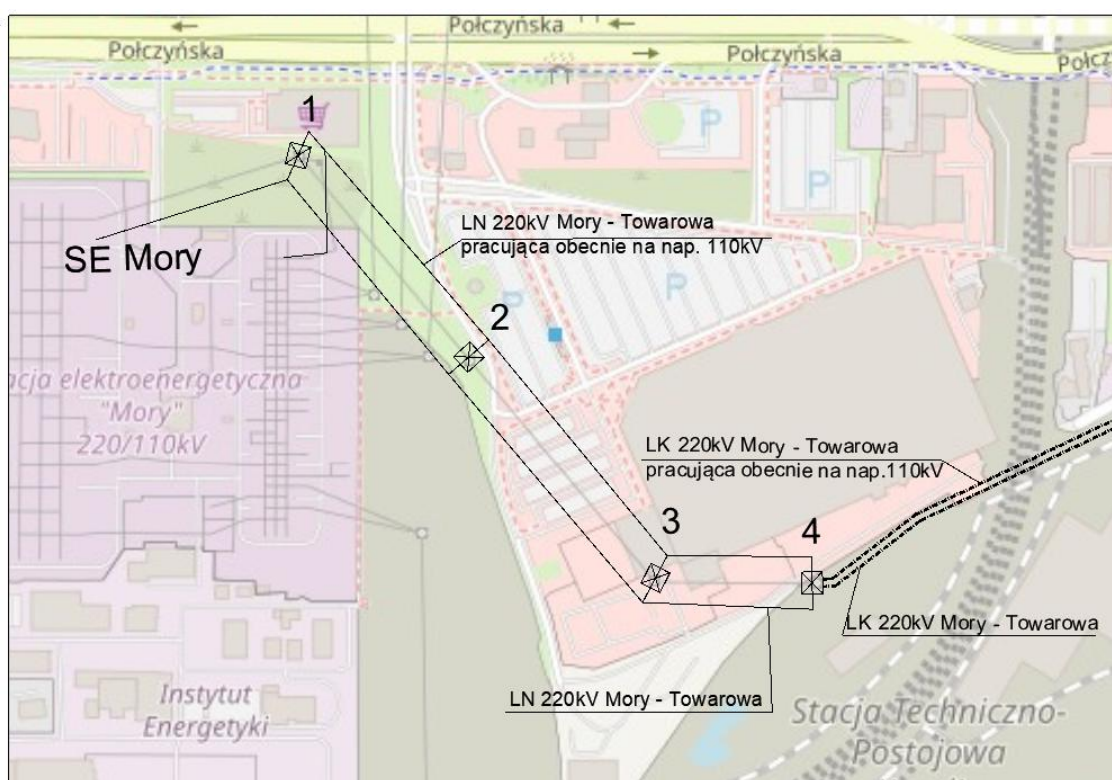 Połczyńska
Połczyńska
Połczyńska
Połcz
1
P
P
SE Mory
LN 220kV Mory - Towarowa
pracująca obecnie na nap. 110kV
P
P
2
acja elektroenergetyczna
"Mory"
220/110kV
LK 220kV Mory - Towarowa
pracująca obecnie na nap.110kV
3
4
LK 220kV Mory - Towarowa
Instytut
Energetyki
LN 220kV Mory - Towarowa
Stacja Techniczno-
Postojowa